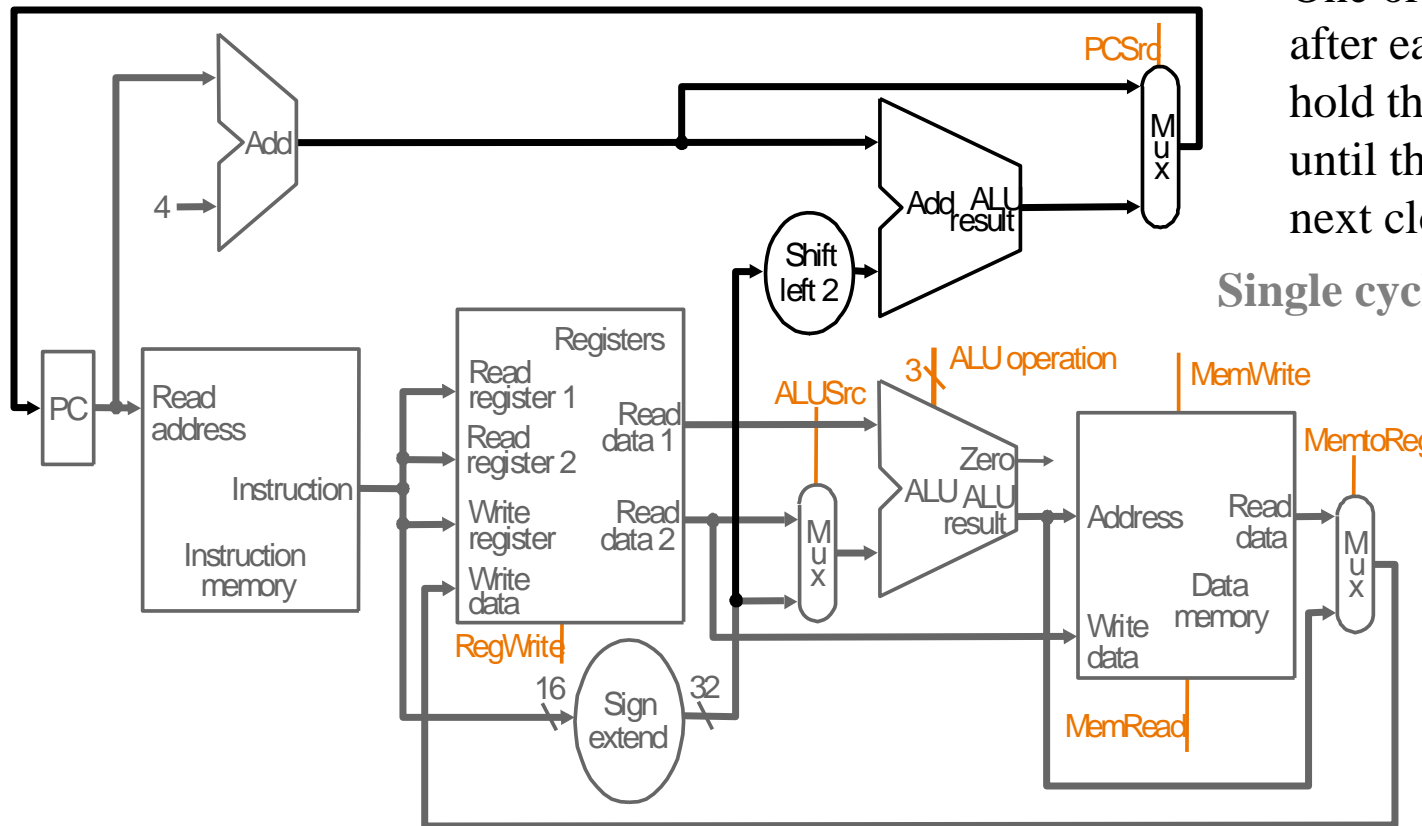 One or
after ea
hold th
until th
next clo
Single cyc
PCSrc
Add
4
M
u
x
Add ALU
result
Shift
left 2
PC
Read
address
Instruction
Instruction
memory
Registers
Read
register 1
Read
register 2
Write
register
Write
data
Read
data 1
Read
data 2
RegWrite
16
Sign
extend
32
ALUSrc
M
u
x
3
ALU operation
Zero
ALU ALU
result
MemWrite
Address
Read
data
Data
memory
Write
data
MemRead
MemtoReg
M
u
x